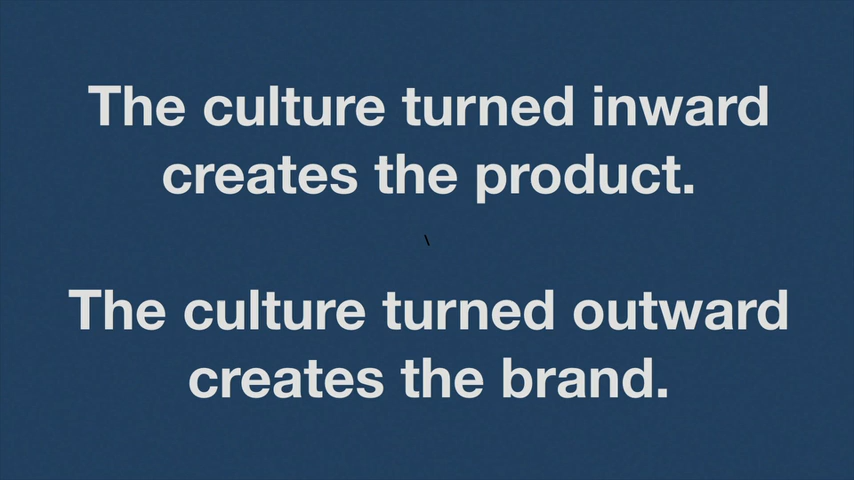 The culture turned inward
creates the product.
\
The culture turned outward
creates the brand.